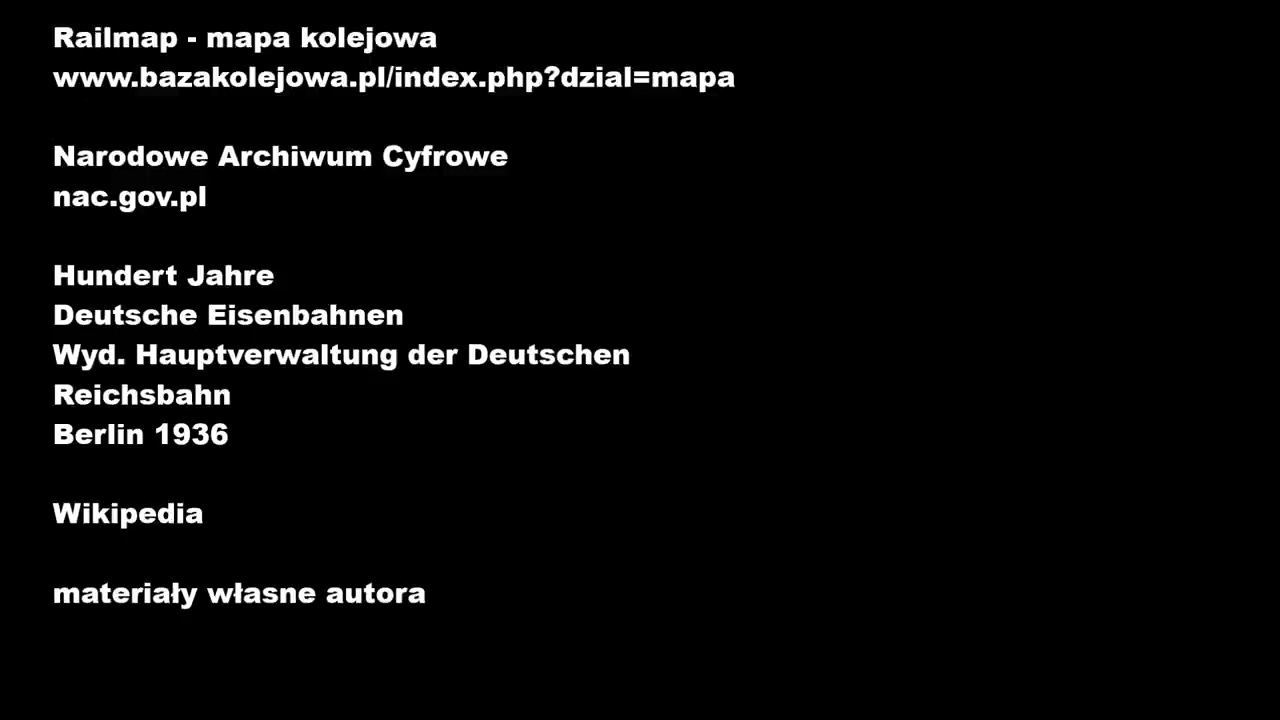 Railmap - mapa kolejowa
www.bazakolejowa.pl/index.php?dzial=mapa
Narodowe Archiwum Cyfrowe
nac.gov.pl
Hundert Jahre
Deutsche Eisenbahnen
Wyd. Hauptverwaltung der Deutschen
Reichsbahn
Berlin 1936
Wikipedia
materiały własne autora